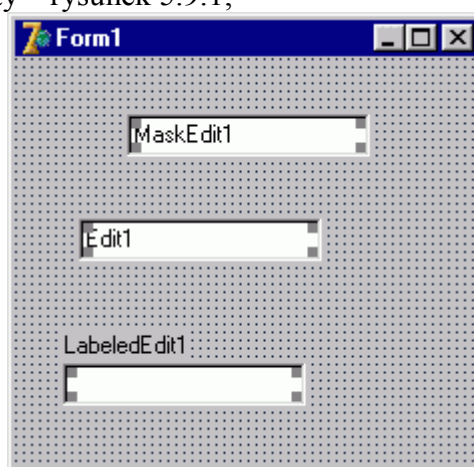 y – rysunek 5.9.1;
Form1
MaskEdit1
Edit1
LabeledEdit1